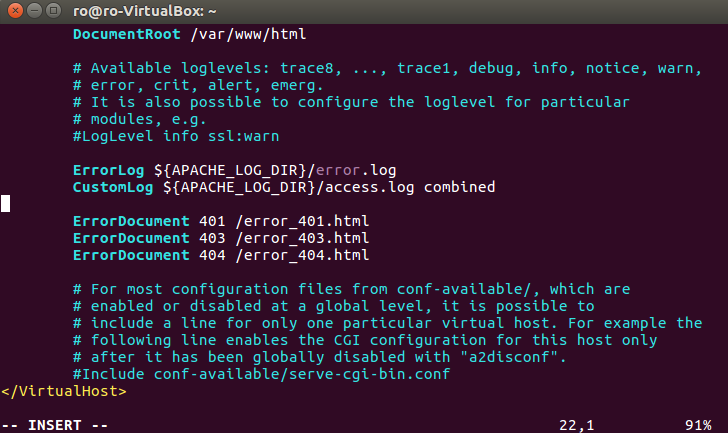 ro@ro-VirtualBox: ~
DocumentRoot /var/www/html
# Available loglevels: trace8, ..., trace1, debug, info, notice, warn,
# error, crit, alert, emerg.
# It is also possible to configure the loglevel for particular
# modules, e.g.
#LogLevel info ssl:warn
ErrorLog ${APACHE_LOG_DIR}/error.log
CustomLog ${APACHE_LOG_DIR}/access.log combined
ErrorDocument 401 /error_401.html
ErrorDocument 403 /error_403.html
ErrorDocument 404 /error_404.html
# For most configuration files from conf-available/, which are
# enabled or disabled at a global level, it is possible to
# include a line for only one particular virtual host. For example the
# following line enables the CGI configuration for this host only
# after it has been globally disabled with "a2disconf".
#Include conf-available/serve-cgi-bin.conf
</VirtualHost>
-- INSERT -- 22,1 91%